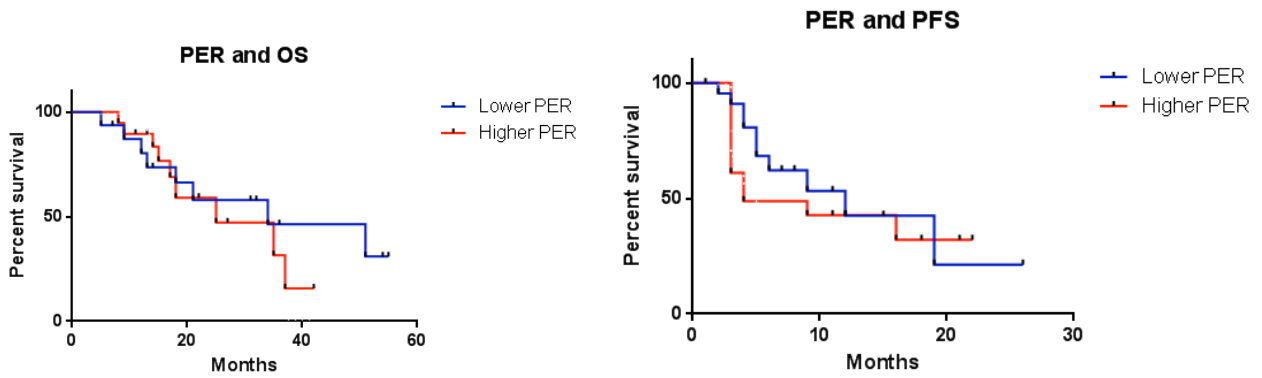 PER and OS
Percent survival
100
50
0
0
20
40
60
Months
Lower PER
Higher PER
PER and PFS
Percent survival
100
50
0
0
10
20
30
Months
Lower PER
Higher PER